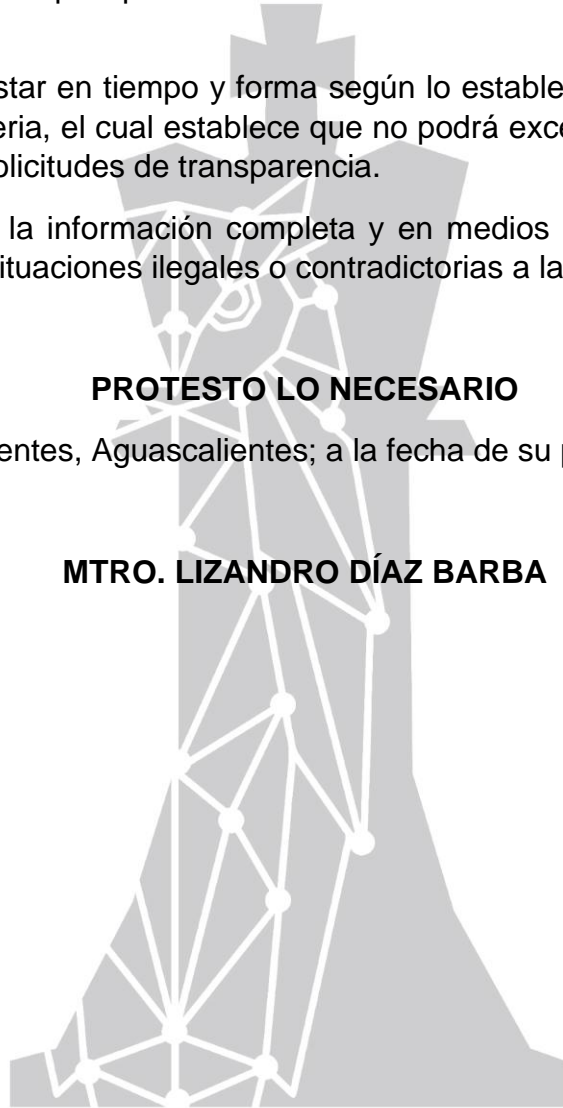 star en tiempo y forma según lo estable
eria, el cual establece que no podrá exce
olicitudes de transparencia.
la información completa y en medios
ituaciones ilegales o contradictorias a la
PROTESTO LO NECESARIO
entes, Aguascalientes; a la fecha de su p
MTRO. LIZANDRO DÍAZ BARBA